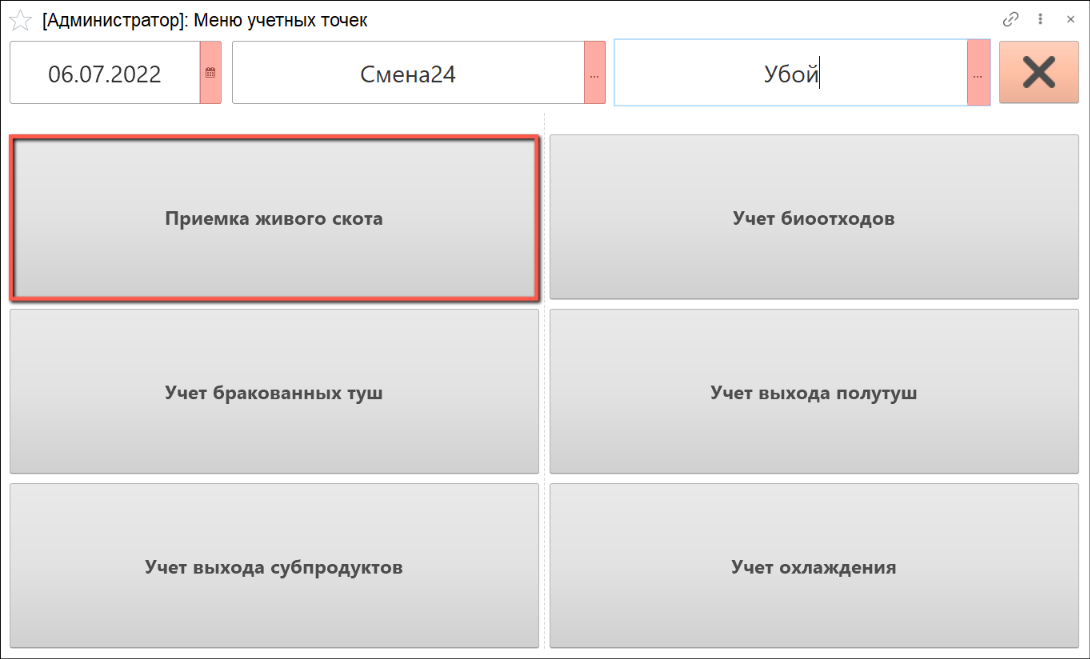 [Администратор]: Меню учетных точек
06.07.2022
Смена24
...
Убой
...
Приемка живого скота
Учет биоотходов
Учет бракованных туш
Учет выхода полутуш
Учет выхода субпродуктов
Учет охлаждения